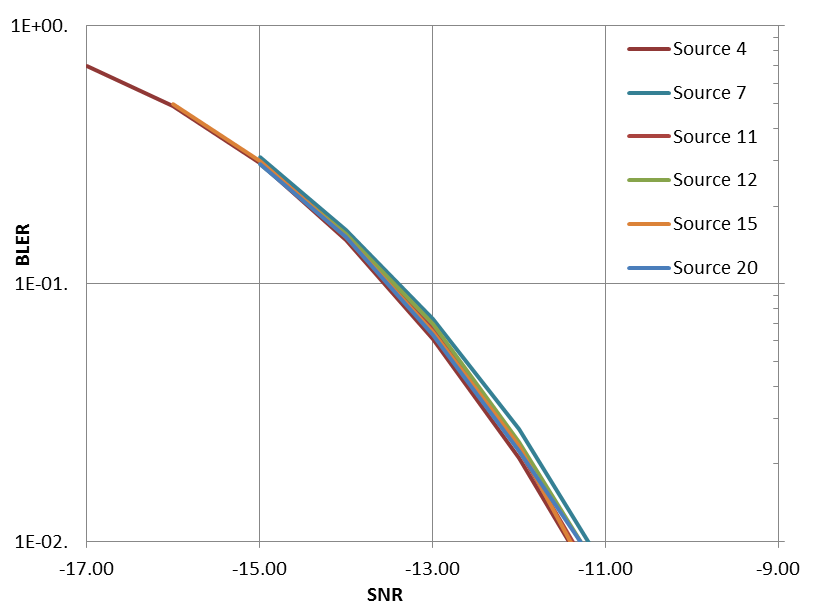 1E+00.
Source 4
Source 7
Source 11
Source 12
Source 15
Source 20
BLER
1E-01.
1E-02.
-17.00 -15.00 -13.00 -11.00 -9.00
SNR